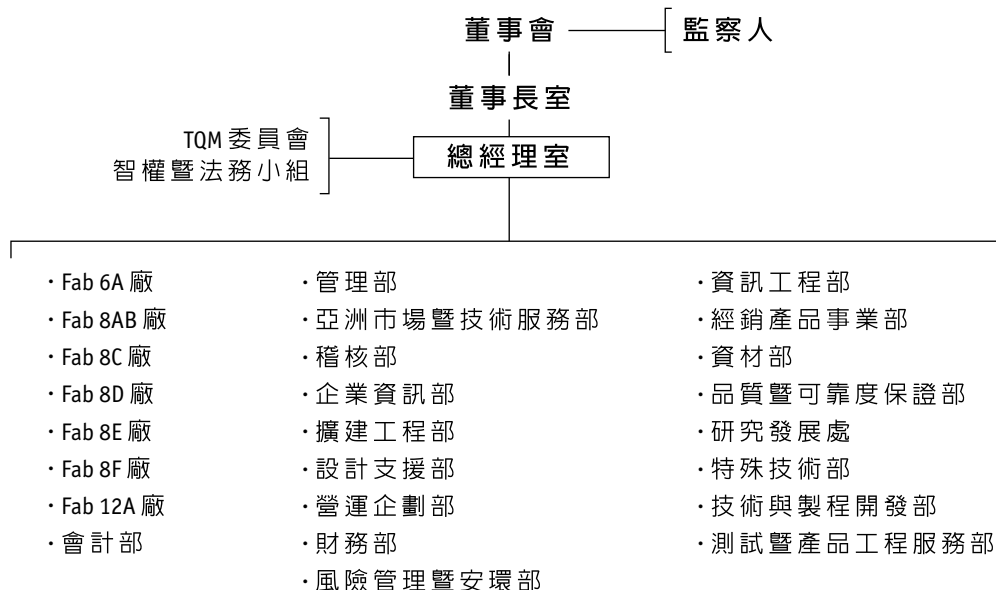 董事會
監察人
董事長室
TQM 委員會
智權暨法務小組
總經理室
・Fab 6A 廠
・Fab 8AB 廠
・Fab 8C 廠
・Fab 8D 廠
・Fab 8E 廠
・Fab 8F 廠
・Fab 12A 廠
・會計部
・管理部
・亞洲市場暨技術服務部
・稽核部
・企業資訊部
・擴建工程部
・設計支援部
・營運企劃部
・財務部
・風險管理暨安環部
・資訊工程部
・經銷產品事業部
・資材部
・品質暨可靠度保證部
・研究發展處
・特殊技術部
・技術與製程開發部
・測試暨產品工程服務部